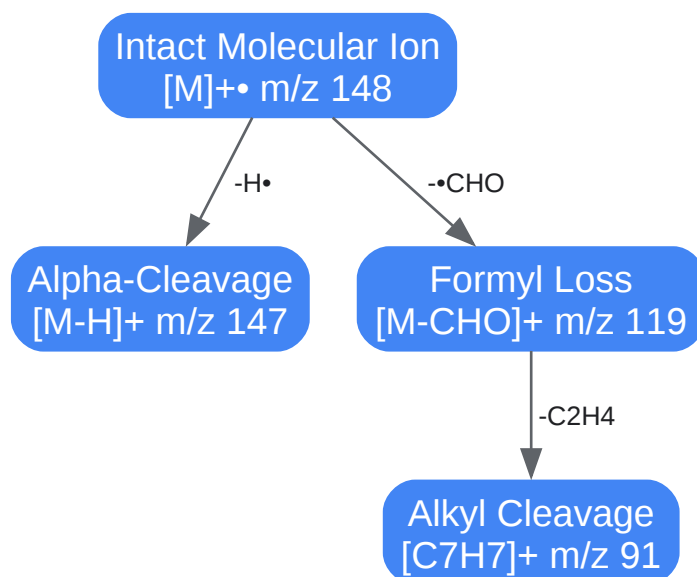 Intact Molecular Ion
[M]+• m/z 148
-H•
-•CHO
Alpha-Cleavage
[M-H]+ m/z 147
Formyl Loss
[M-CHO]+ m/z 119
-C2H4
Alkyl Cleavage
[C7H7]+ m/z 91